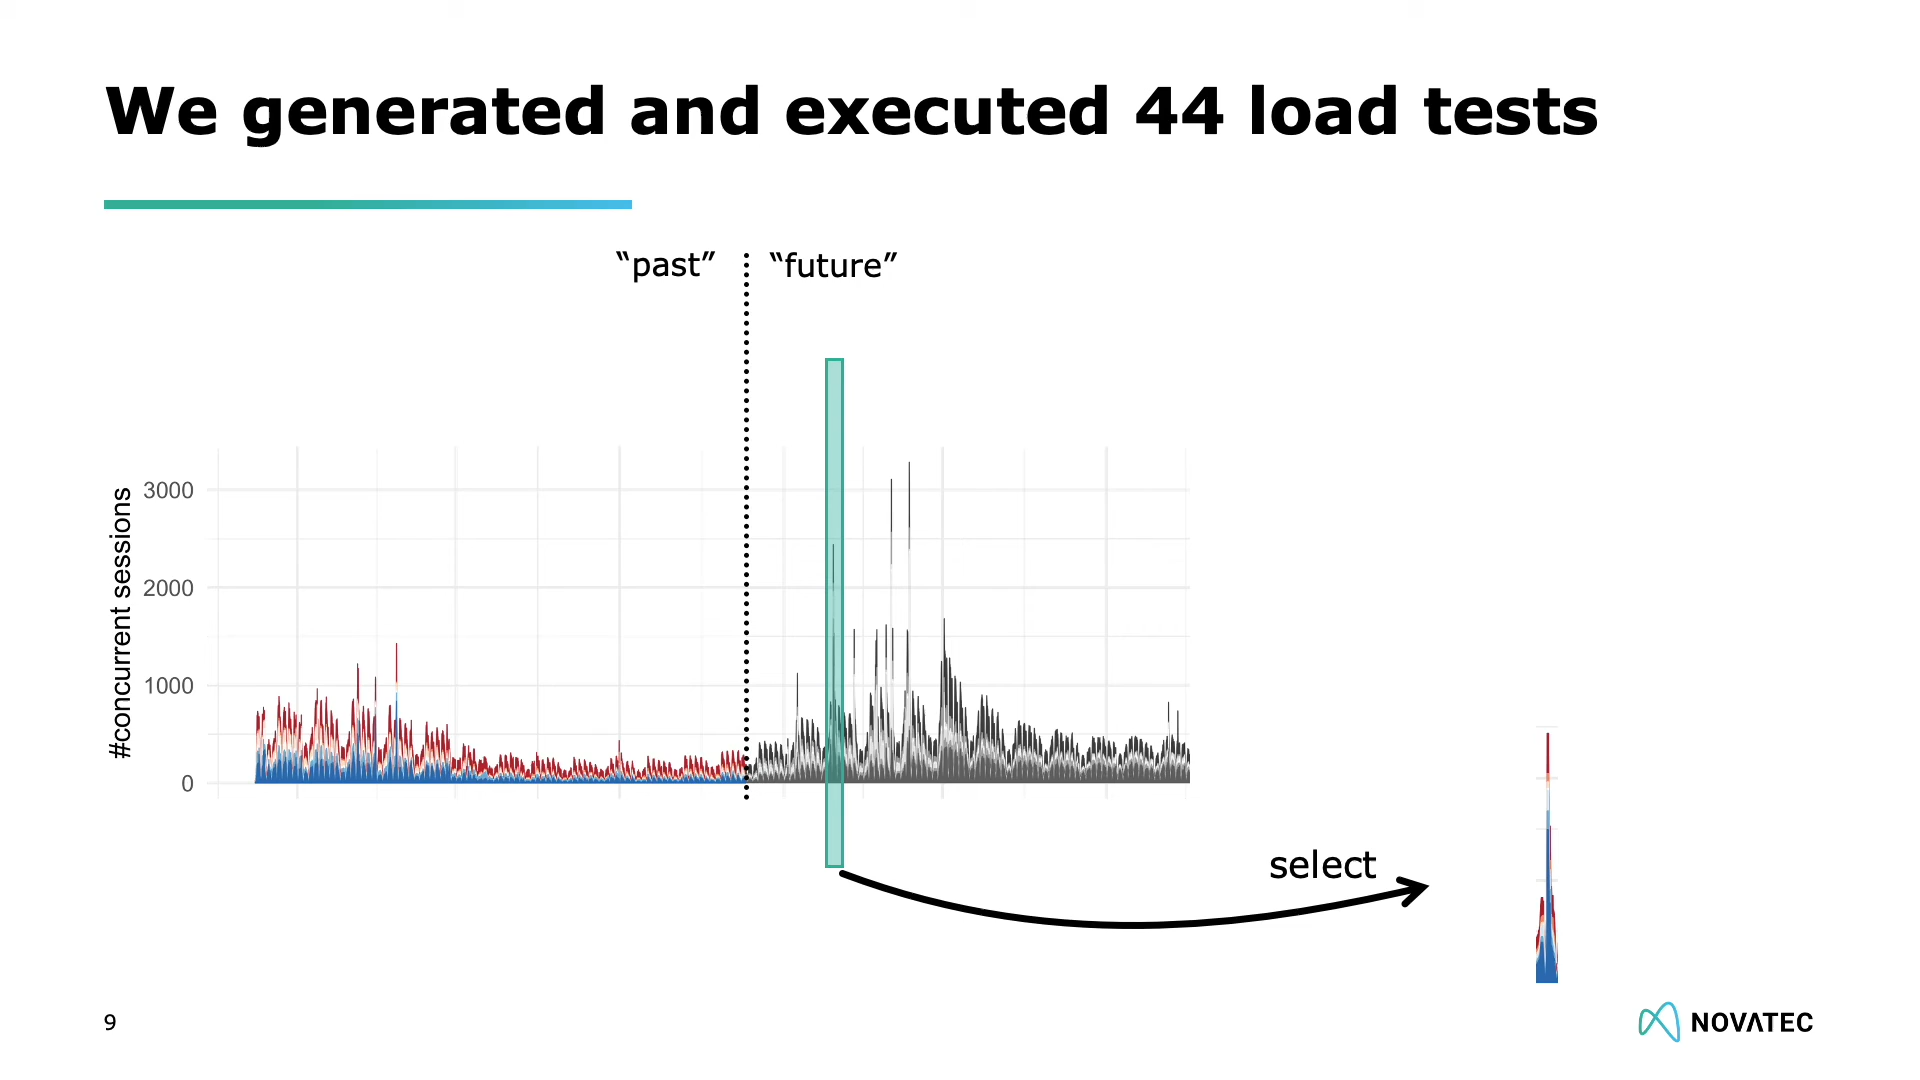 We generated and executed 44 load tests
“past”
“future”
#concurrent sessions
3000
2000
1000
0
select
9
NOVATEC